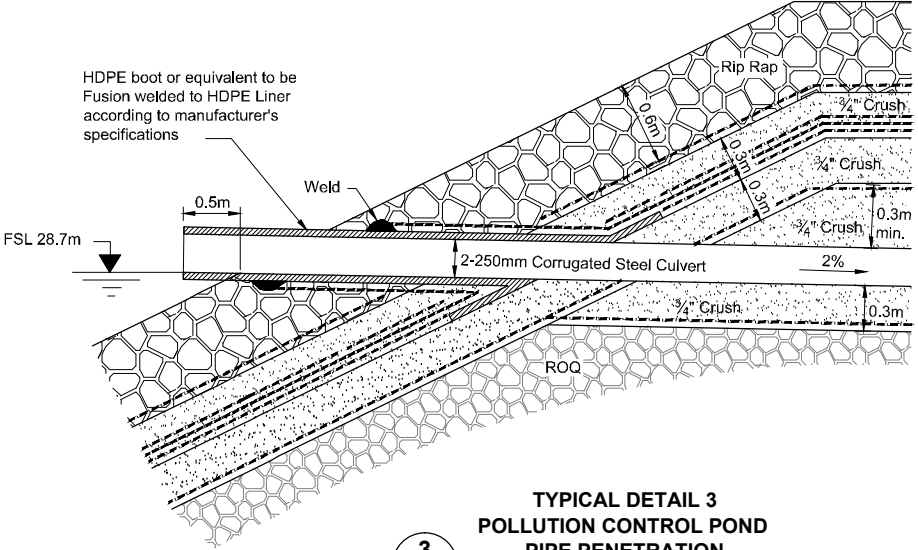 Rip Rap
HDPE boot or equivalent to be
Fusion welded to HDPE Liner
according to manufacturer's
specifications
¾" Crush
0.6m
0.3m
¾" Crush
Weld
0.5m
0.3m
0.3m
min.
¾" Crush
FSL 28.7m
2-250mm Corrugated Steel Culvert
2%
¾" Crush
0.3m
ROQ
TYPICAL DETAIL 3
POLLUTION CONTROL POND
3
PIPE PENETRATION